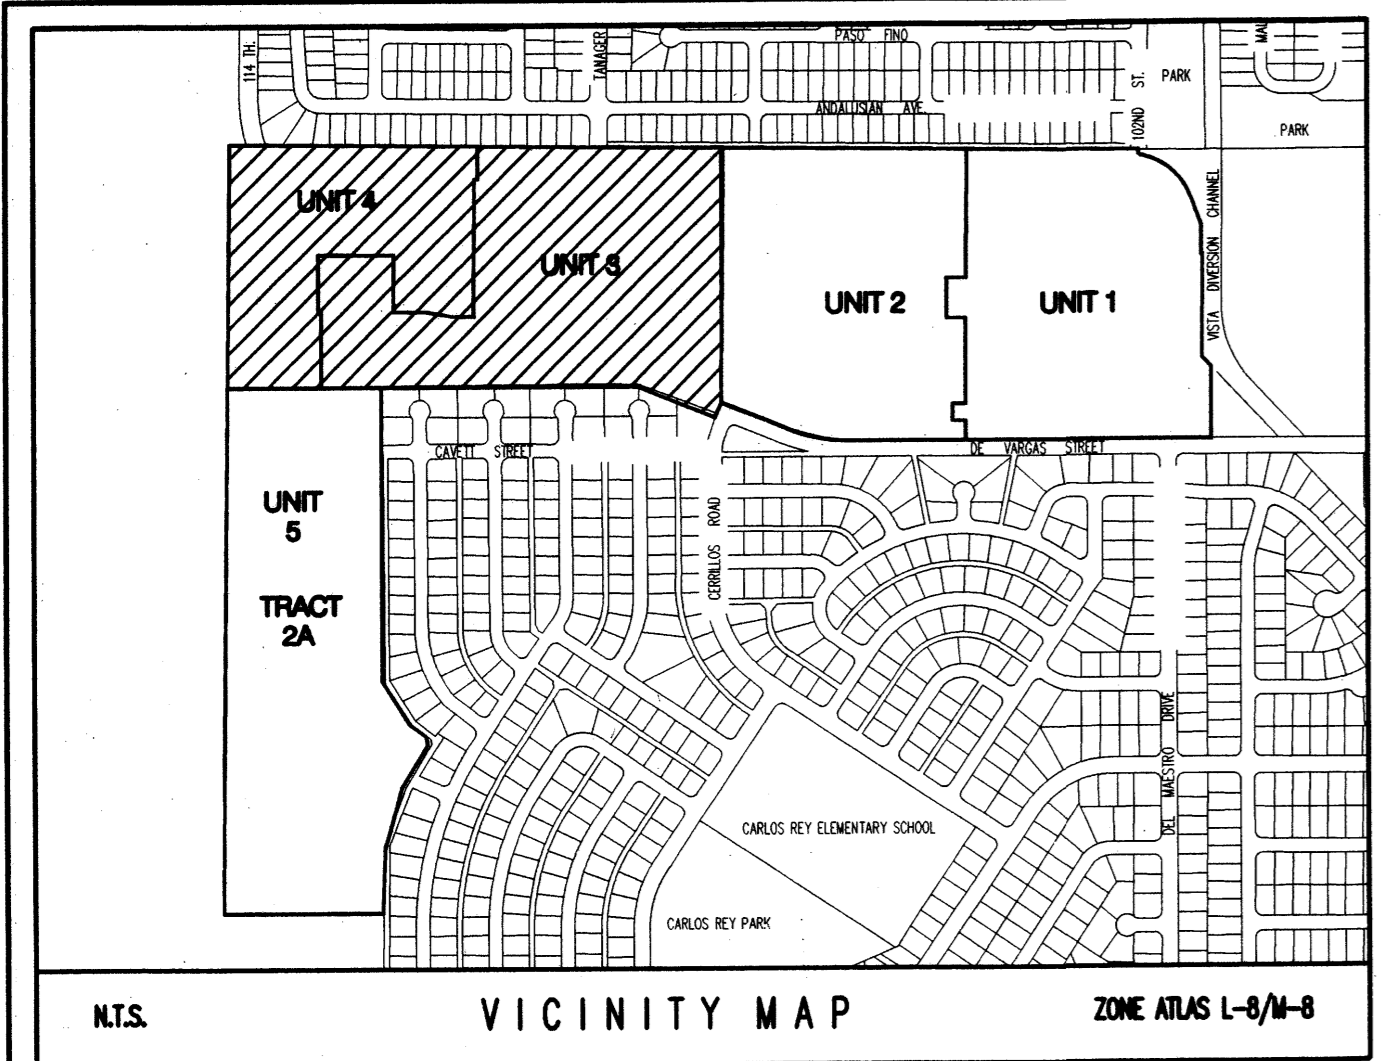 PASO FINO
114 TH.
TANAGER
102ND ST.
PARK
ANDALUSIAN AVE.
PARK
UNIT 4
UNIT 3
UNIT 2
UNIT 1
VISTA DIVERSION CHANNEL
CAVETT STREET
DE VARGAS STREET
UNIT
5
CERRILLOS ROAD
TRACT
2A
DEL MAESTRO DRIVE
CARLOS REY ELEMENTARY SCHOOL
CARLOS REY PARK
N.T.S.
VICINITY MAP
ZONE ATLAS L-8/M-8